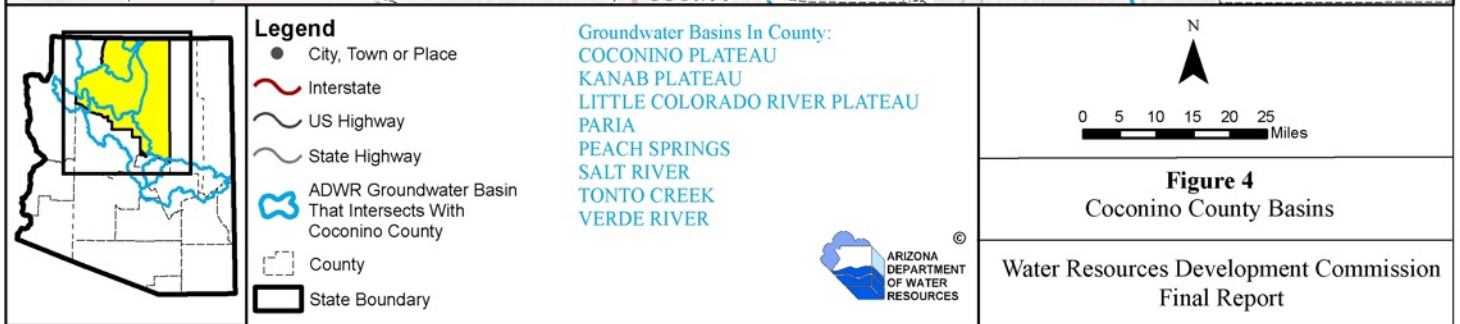 Legend
City, Town or Place
Interstate
US Highway
State Highway
ADWR Groundwater Basin
That Intersects With
Coconino County
County
State Boundary
Groundwater Basins In County:
COCONINO PLATEAU
KANAB PLATEAU
LITTLE COLORADO RIVER PLATEAU
PARIA
PEACH SPRINGS
SALT RIVER
TONTO CREEK
VERDE RIVER
©
ARIZONA
DEPARTMENT
OF WATER
RESOURCES
N
0 5 10 15 20 25
Miles
Figure 4
Coconino County Basins
Water Resources Development Commission
Final Report